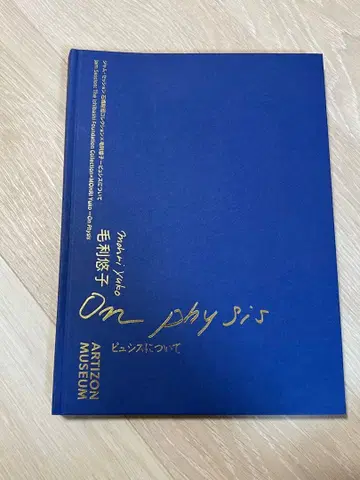 ジャム・セッション 石橋財団コレクション×毛利悠子—ピュシスについて
Jam Session: The Ishibashi Foundation Collection×MOHRI Yuko—On Physis
mohri Yuko
毛利悠子
On physis
ピュシスについて
ARTIZON
MUSEUM